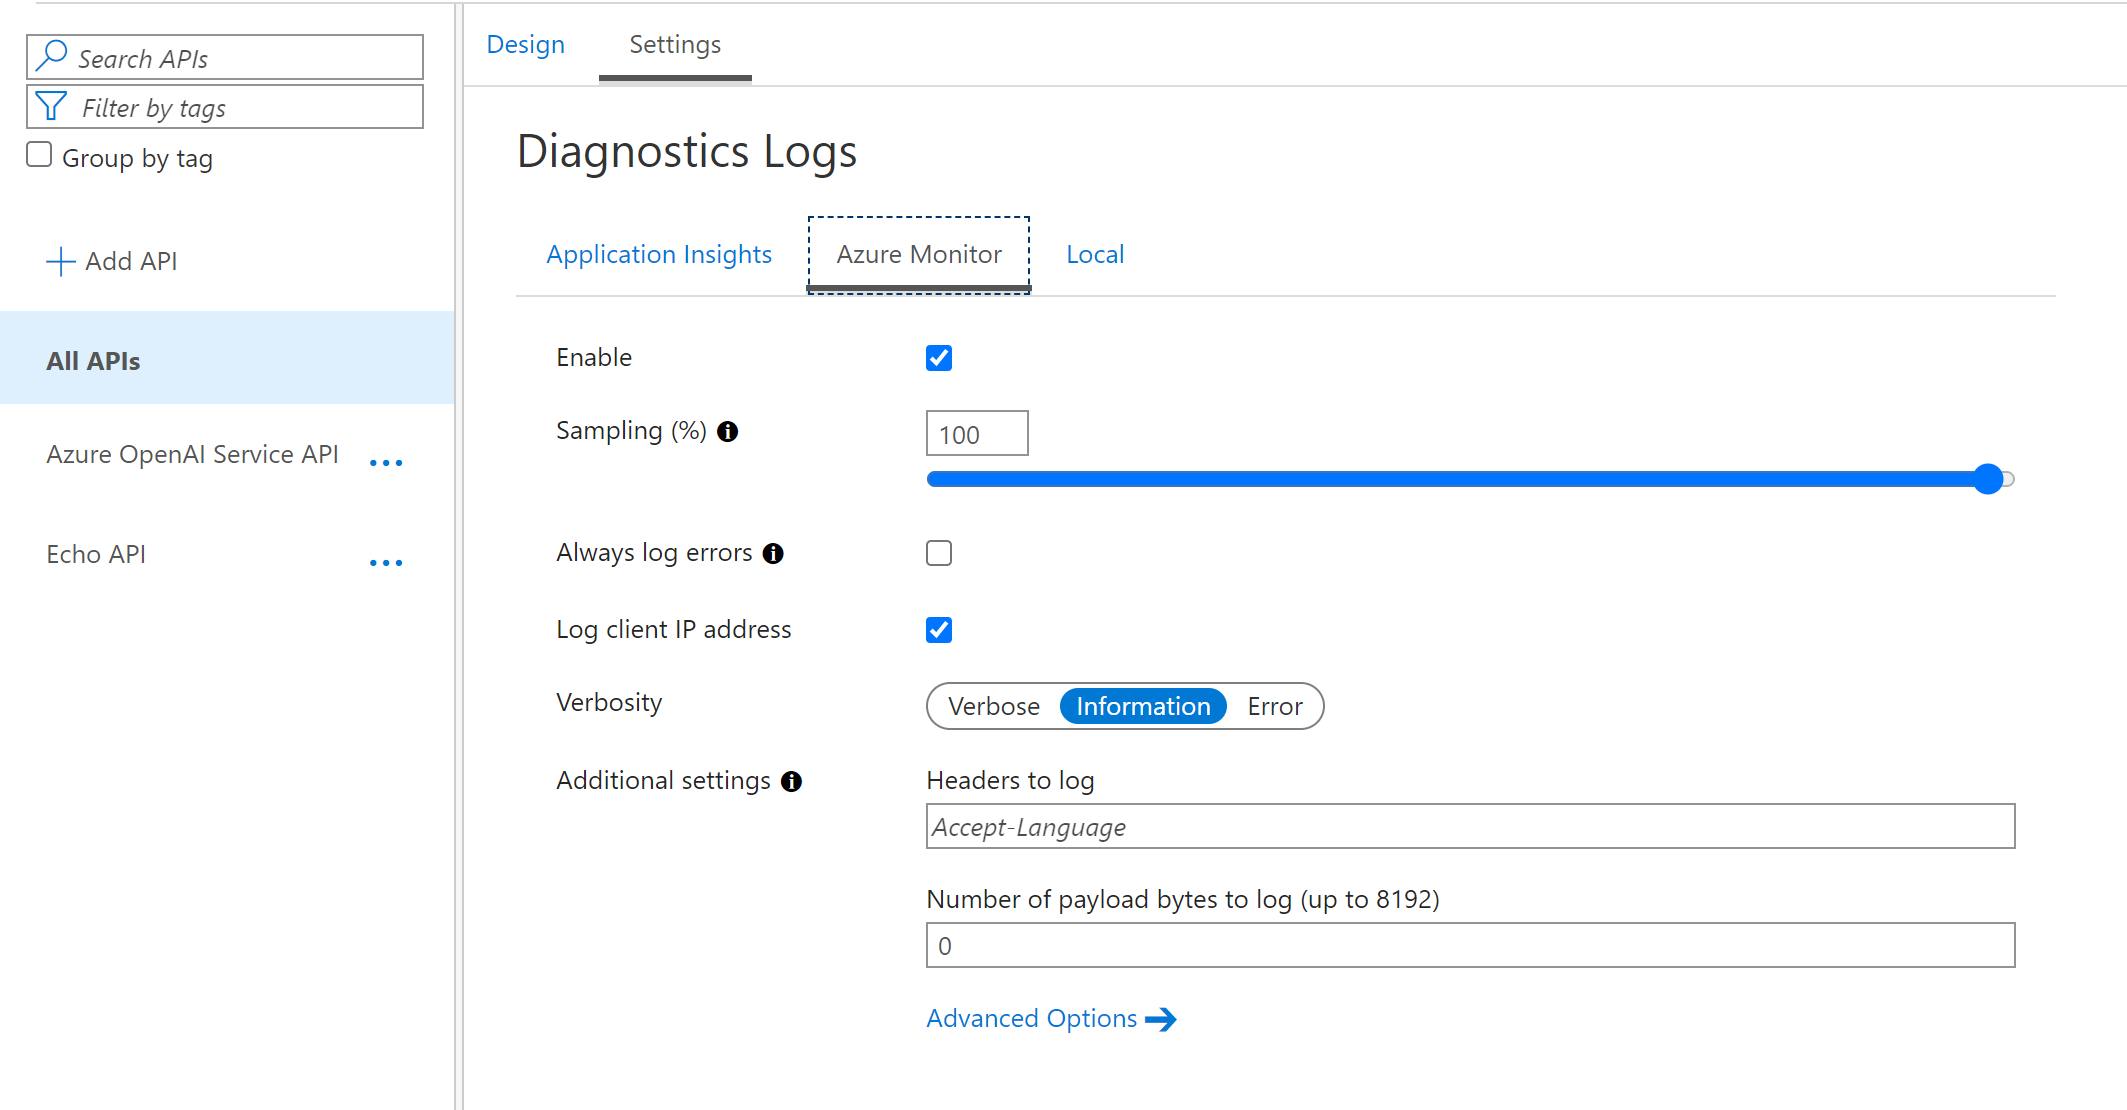 Search APIs
Filter by tags
Group by tag
Add API
All APIs
Azure OpenAI Service API
Echo API
Design
Settings
Diagnostics Logs
Application Insights
Azure Monitor
Local
Enable
Sampling (%)
100
Always log errors
Log client IP address
Verbosity
Verbose
Information
Error
Additional settings
Headers to log
Accept-Language
Number of payload bytes to log (up to 8192)
0
Advanced Options